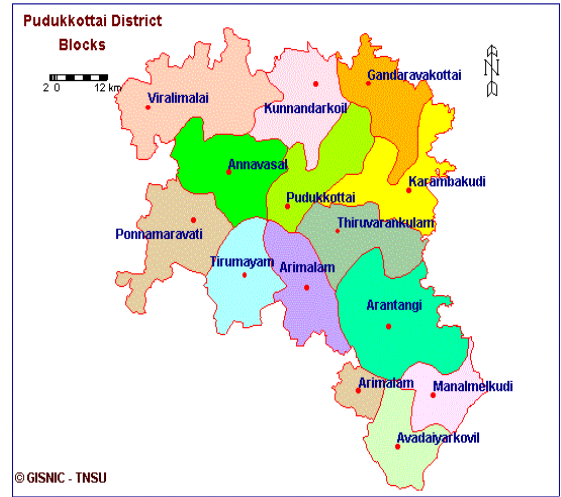 Pudukkottai District
Blocks
2 0 12 km
N
Viralimalai
Kunnandarkoil
Gandaravakottai
Annavasal
Pudukkottai
Karambakudi
Ponnamaravati
Thiruvarankulam
Tirumayam
Arimalam
Arantangi
Arimalam
Manalmelkudi
Avadaiyarkovil
© GISNIC - TNSU